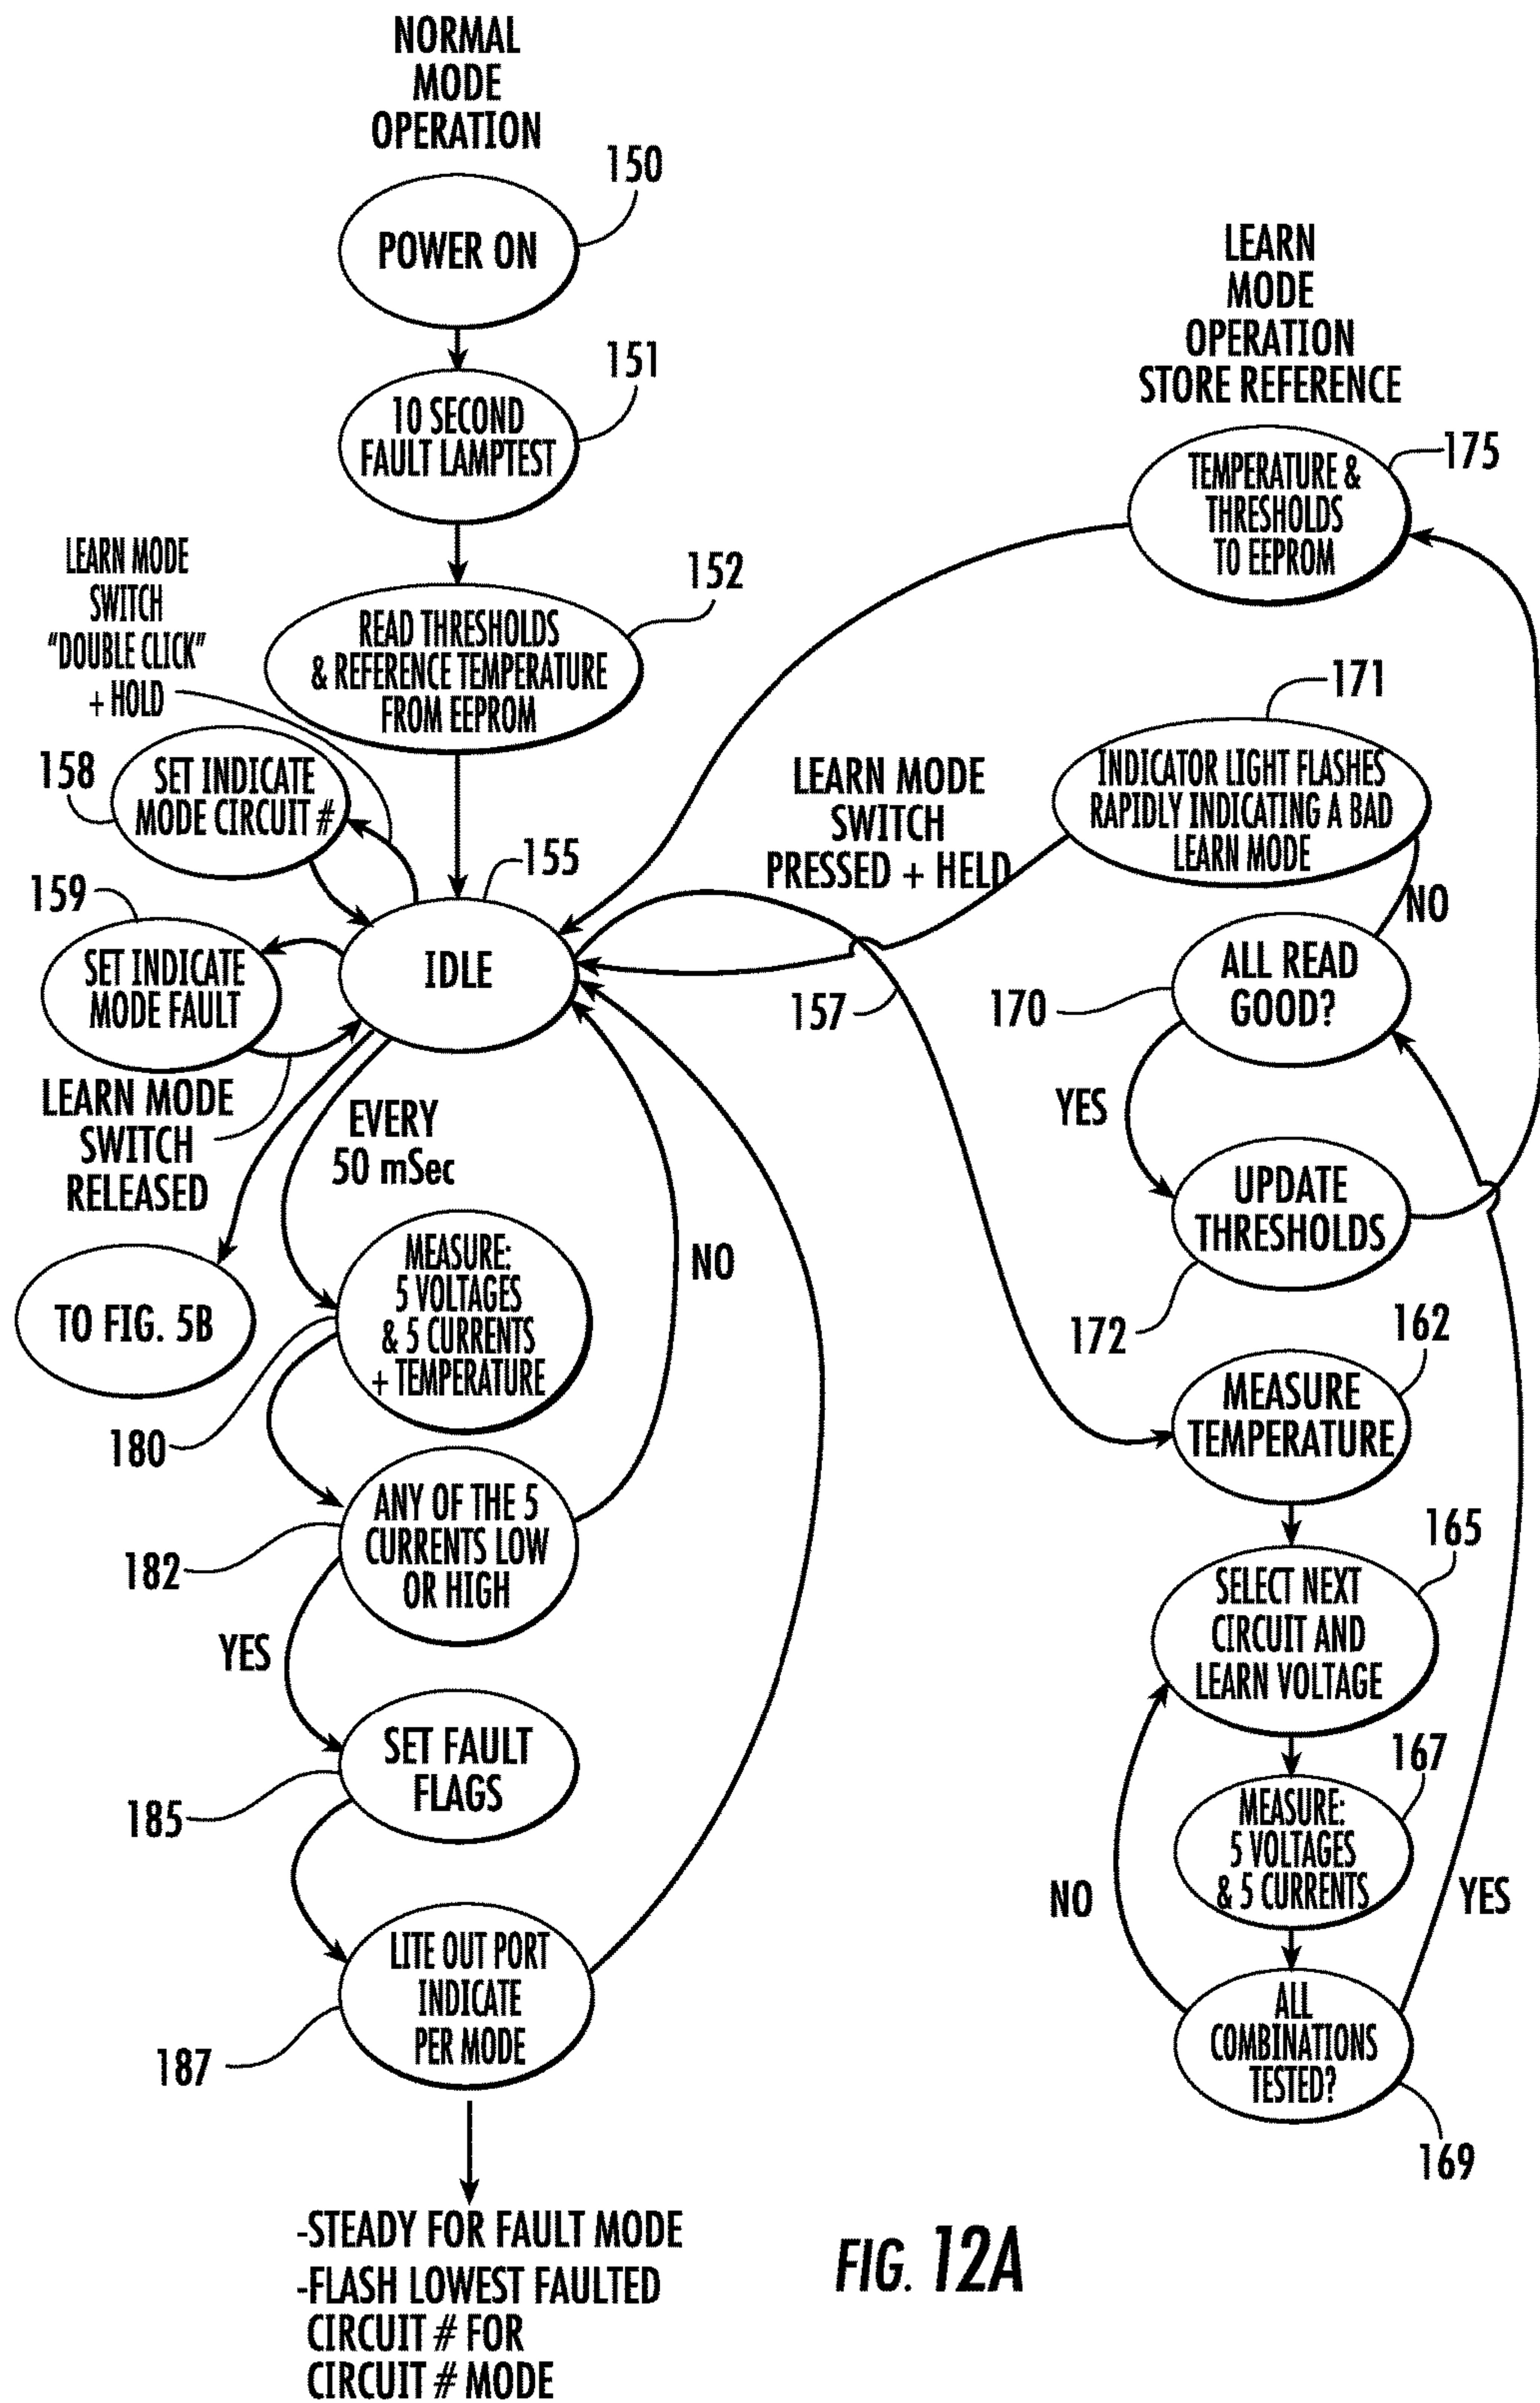 NORMAL
MODE
OPERATION
150
POWER ON
151
10 SECOND
FAULT LAMPTEST
152
READ THRESHOLDS
& REFERENCE TEMPERATURE
FROM EEPROM
LEARN MODE
SWITCH
"DOUBLE CLICK"
+ HOLD
158
SET INDICATE
MODE CIRCUIT #
155
IDLE
159
SET INDICATE
MODE FAULT
LEARN MODE
SWITCH
RELEASED
EVERY
50 mSec
TO FIG. 5B
MEASURE:
5 VOLTAGES
& 5 CURRENTS
+ TEMPERATURE
180
NO
ANY OF THE 5
CURRENTS LOW
OR HIGH
182
YES
SET FAULT
FLAGS
185
LITE OUT PORT
INDICATE
PER MODE
187
-STEADY FOR FAULT MODE
-FLASH LOWEST FAULTED
CIRCUIT # FOR
CIRCUIT # MODE
LEARN
MODE
OPERATION
STORE REFERENCE
175
TEMPERATURE &
THRESHOLDS
TO EEPROM
171
INDICATOR LIGHT FLASHES
RAPIDLY INDICATING A BAD
LEARN MODE
LEARN MODE
SWITCH
PRESSED + HELD
157
NO
ALL READ
GOOD?
170
YES
UPDATE
THRESHOLDS
172
162
MEASURE
TEMPERATURE
165
SELECT NEXT
CIRCUIT AND
LEARN VOLTAGE
167
MEASURE:
5 VOLTAGES
& 5 CURRENTS
NO
YES
ALL
COMBINATIONS
TESTED?
169
FIG. 12A